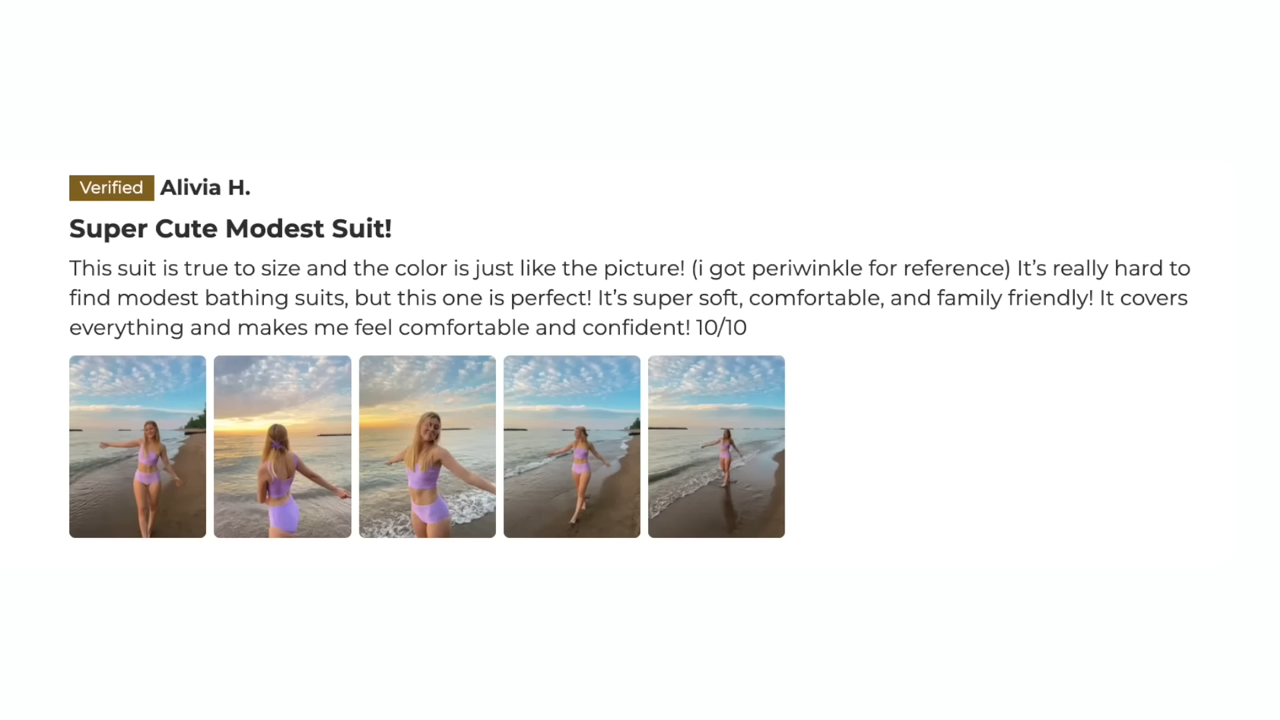 Verified Alivia H.
Super Cute Modest Suit!
This suit is true to size and the color is just like the picture! (i got periwinkle for reference) It’s really hard to
find modest bathing suits, but this one is perfect! It’s super soft, comfortable, and family friendly! It covers
everything and makes me feel comfortable and confident! 10/10